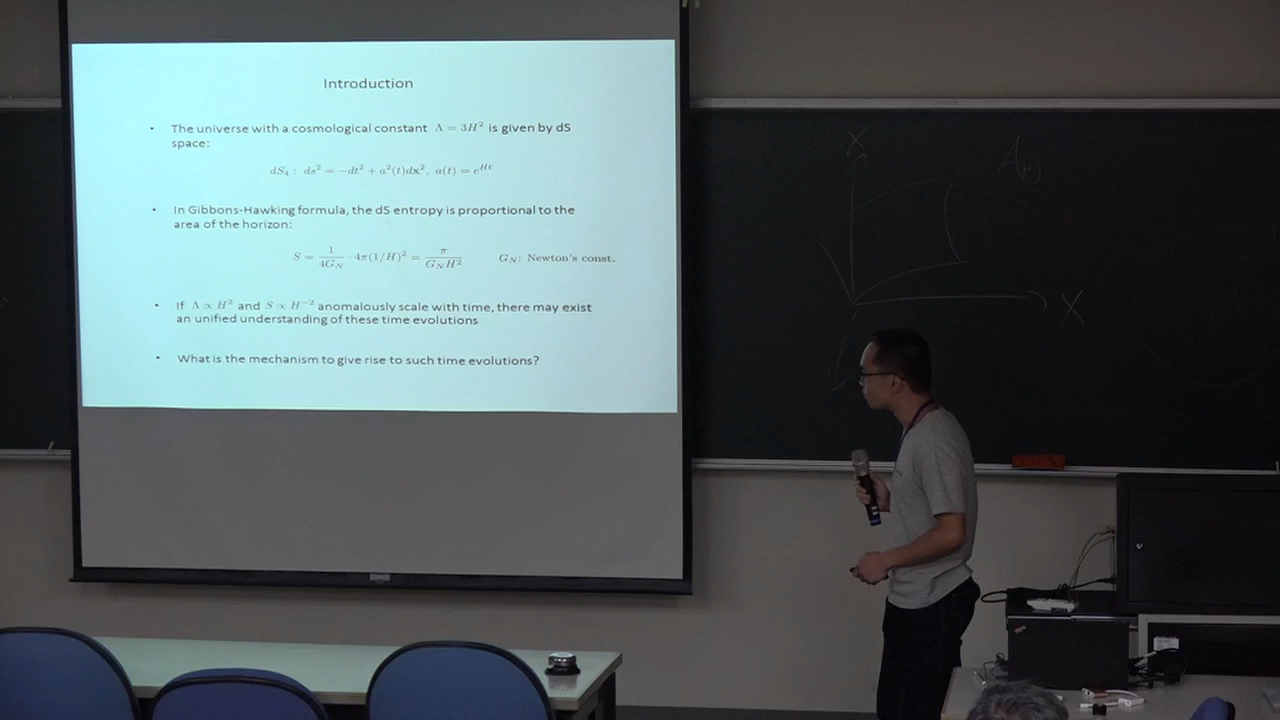 Introduction
• The universe with a cosmological constant Λ = 3H² is given by dS
space:
dS₄ : ds² = −dt² + a²(t)dx², a(t) = e^{Ht}
• In Gibbons-Hawking formula, the dS entropy is proportional to the
area of the horizon:
S = 1/4G_N · 4π(1/H)² = π/G_N H² G_N: Newton's const.
• If Λ ∝ H² and S ∝ H⁻² anomalously scale with time, there may exist
an unified understanding of these time evolutions
• What is the mechanism to give rise to such time evolutions?
X
X